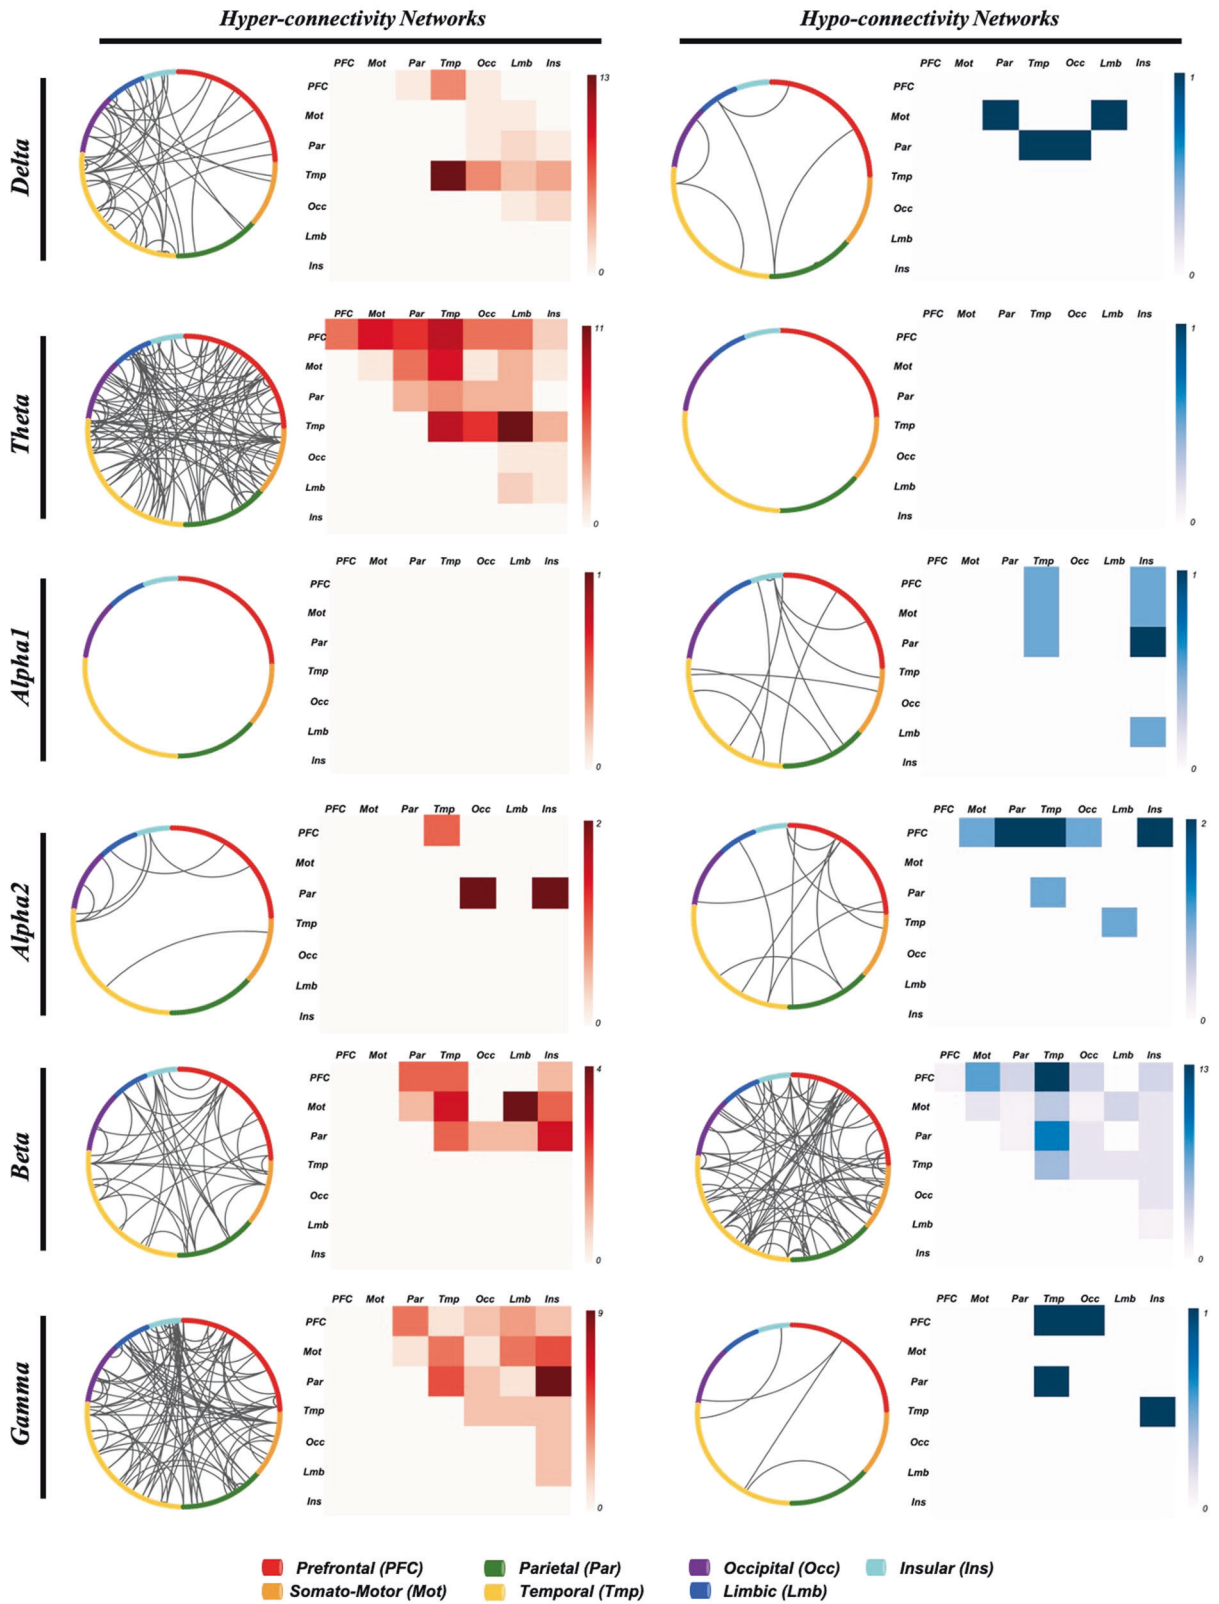 Hyper-connectivity Networks
Hypo-connectivity Networks
Delta
PFC Mot Par Tmp Occ Lmb Ins
PFC
Mot
Par
Tmp
Occ
Lmb
Ins
13
0
PFC Mot Par Tmp Occ Lmb Ins
PFC
Mot
Par
Tmp
Occ
Lmb
Ins
1
0
Theta
PFC Mot Par Tmp Occ Lmb Ins
PFC
Mot
Par
Tmp
Occ
Lmb
Ins
11
0
PFC Mot Par Tmp Occ Lmb Ins
PFC
Mot
Par
Tmp
Occ
Lmb
Ins
1
0
Alpha1
PFC Mot Par Tmp Occ Lmb Ins
PFC
Mot
Par
Tmp
Occ
Lmb
Ins
1
0
PFC Mot Par Tmp Occ Lmb Ins
PFC
Mot
Par
Tmp
Occ
Lmb
Ins
1
0
Alpha2
PFC Mot Par Tmp Occ Lmb Ins
PFC
Mot
Par
Tmp
Occ
Lmb
Ins
2
0
PFC Mot Par Tmp Occ Lmb Ins
PFC
Mot
Par
Tmp
Occ
Lmb
Ins
2
0
Beta
PFC Mot Par Tmp Occ Lmb Ins
PFC
Mot
Par
Tmp
Occ
Lmb
Ins
4
0
PFC Mot Par Tmp Occ Lmb Ins
PFC
Mot
Par
Tmp
Occ
Lmb
Ins
13
0
Gamma
PFC Mot Par Tmp Occ Lmb Ins
PFC
Mot
Par
Tmp
Occ
Lmb
Ins
9
0
PFC Mot Par Tmp Occ Lmb Ins
PFC
Mot
Par
Tmp
Occ
Lmb
Ins
1
0
Prefrontal (PFC) Parietal (Par) Occipital (Occ) Insular (Ins)
Somato-Motor (Mot) Temporal (Tmp) Limbic (Lmb)